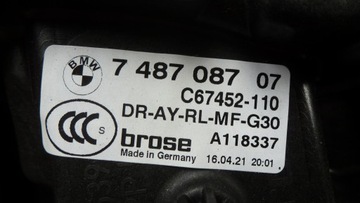 BMW
7 487 087 07
C67452-110
DR-AY-RL-MF-G30
CCC S
brose A118337
Made in Germany 16.04.21 20:01